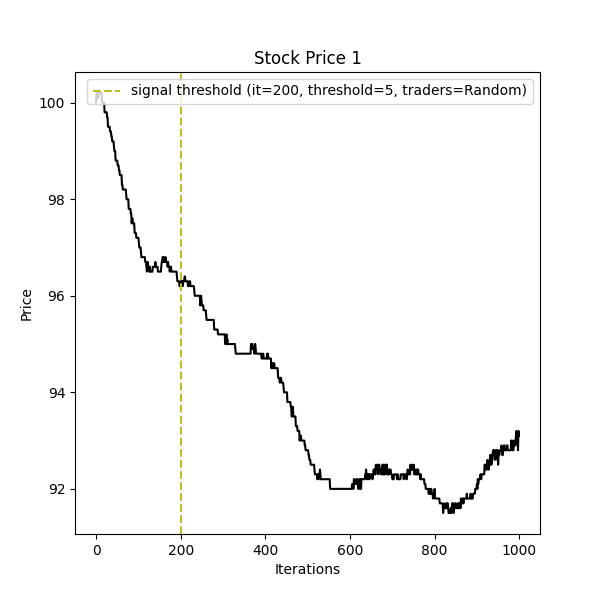 Stock Price 1
signal threshold (it=200, threshold=5, traders=Random)
100
98
96
94
92
Price
0 200 400 600 800 1000
Iterations